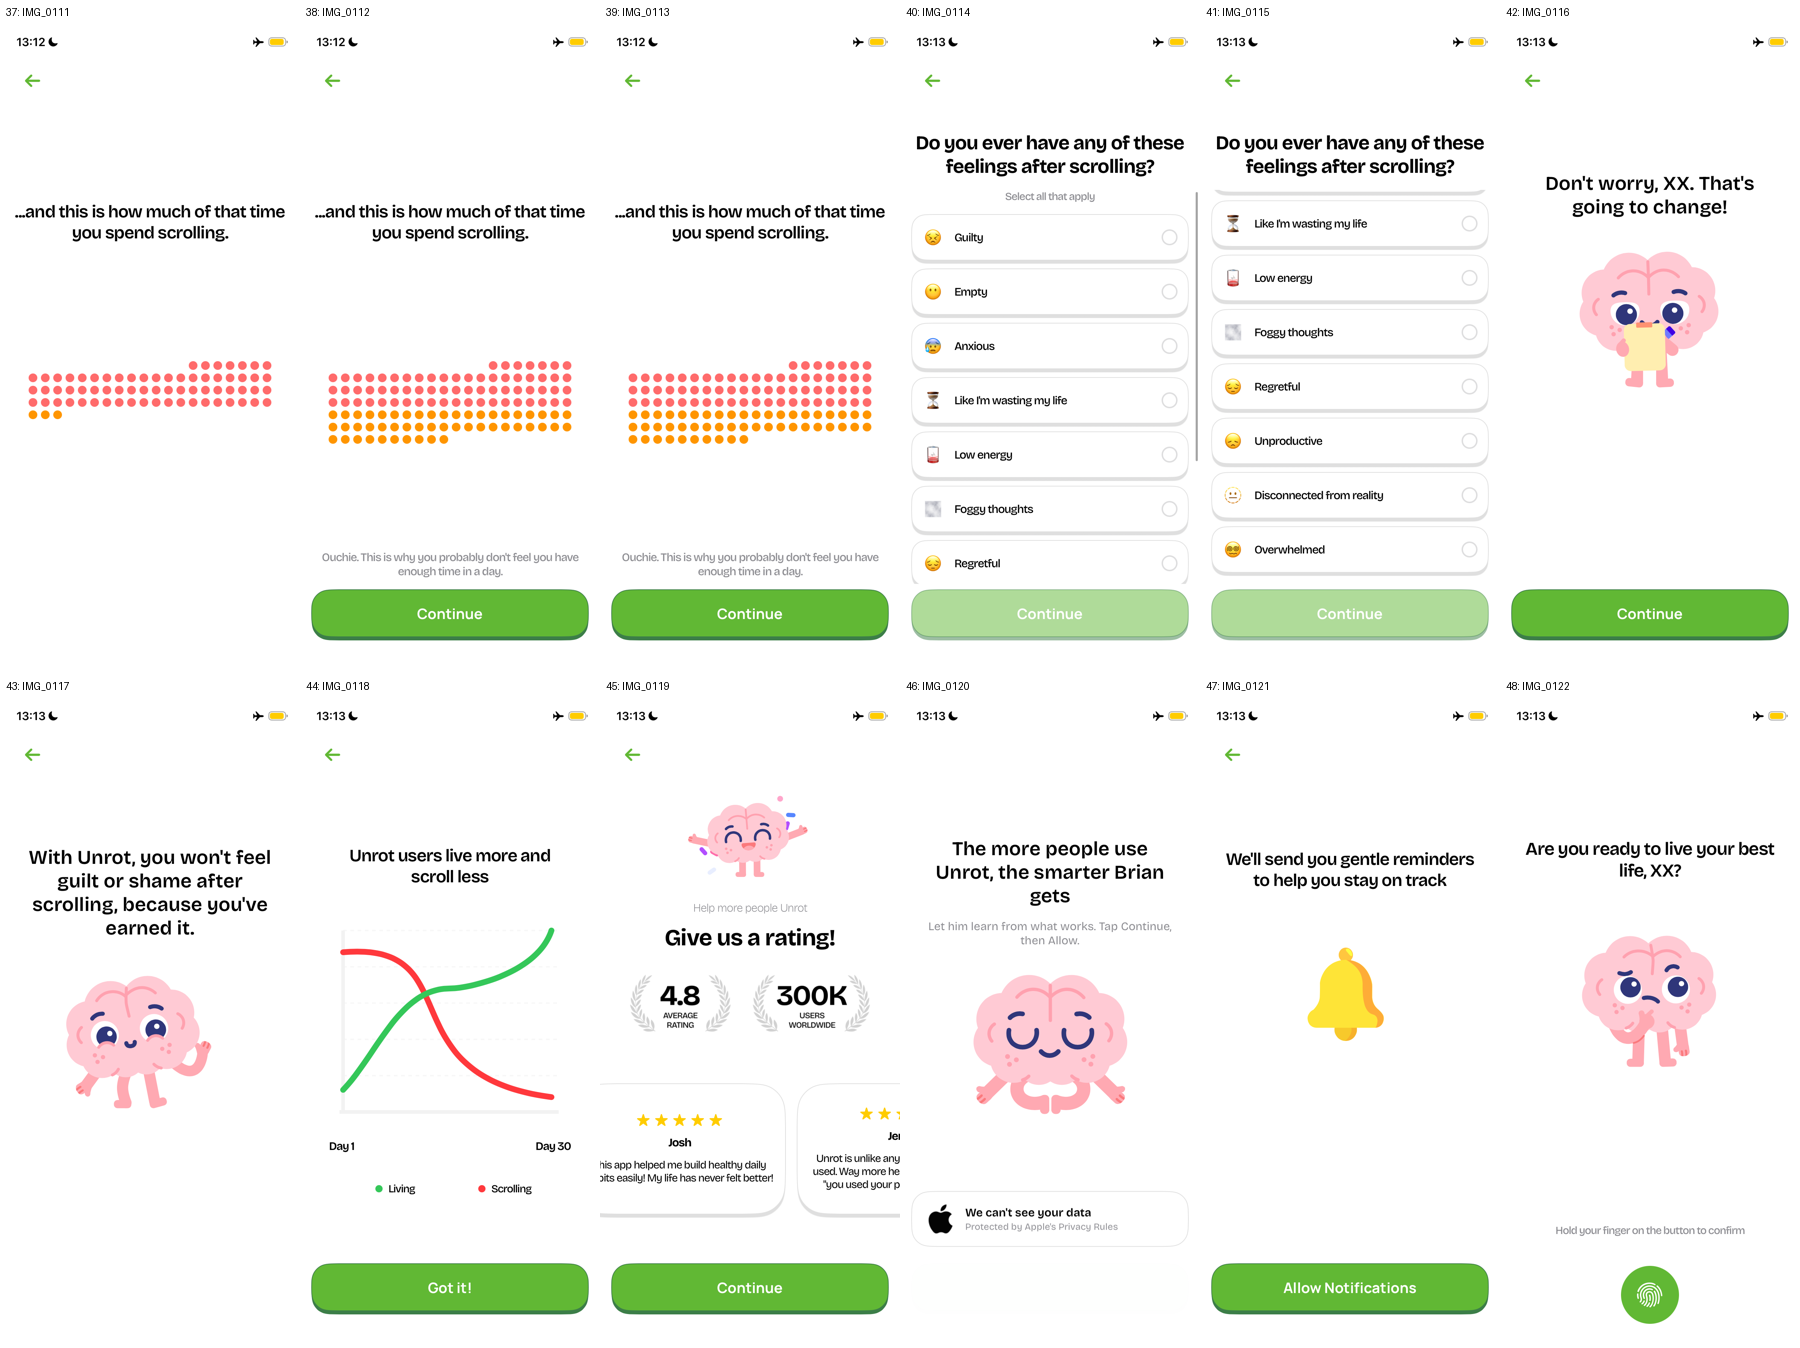 37: IMG_0111
13:12
...and this is how much of that time
you spend scrolling.
38: IMG_0112
13:12
...and this is how much of that time
you spend scrolling.
Ouchie. This is why you probably don't feel you have
enough time in a day.
Continue
39: IMG_0113
13:12
...and this is how much of that time
you spend scrolling.
Ouchie. This is why you probably don't feel you have
enough time in a day.
Continue
40: IMG_0114
13:13
Do you ever have any of these
feelings after scrolling?
Select all that apply
Guilty
Empty
Anxious
Like I'm wasting my life
Low energy
Foggy thoughts
Regretful
Continue
41: IMG_0115
13:13
Do you ever have any of these
feelings after scrolling?
Like I'm wasting my life
Low energy
Foggy thoughts
Regretful
Unproductive
Disconnected from reality
Overwhelmed
Continue
42: IMG_0116
13:13
Don't worry, XX. That's
going to change!
Continue
43: IMG_0117
13:13
With Unrot, you won't feel
guilt or shame after
scrolling, because you've
earned it.
44: IMG_0118
13:13
Unrot users live more and
scroll less
Day 1
Day 30
Living
Scrolling
Got it!
45: IMG_0119
13:13
Help more people Unrot
Give us a rating!
4.8
AVERAGE
RATING
300K
USERS
WORLDWIDE
Josh
his app helped me build healthy daily
bits easily! My life has never felt better!
Jer
Unrot is unlike any
used. Way more he
"you used your p
Continue
46: IMG_0120
13:13
The more people use
Unrot, the smarter Brian
gets
Let him learn from what works. Tap Continue,
then Allow.
We can't see your data
Protected by Apple's Privacy Rules
47: IMG_0121
13:13
We'll send you gentle reminders
to help you stay on track
Allow Notifications
48: IMG_0122
13:13
Are you ready to live your best
life, XX?
Hold your finger on the button to confirm